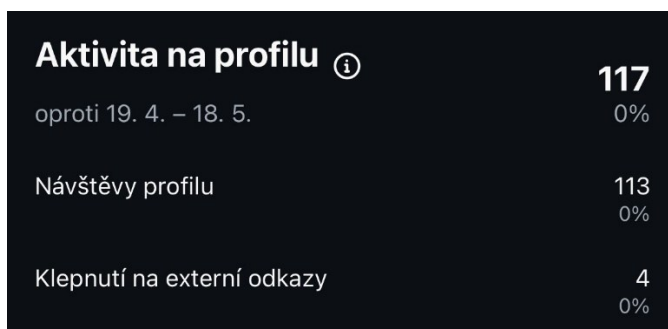 Aktivita na profilu
117
oproti 19. 4. – 18. 5.
0%
Návštěvy profilu
113
0%
Klepnutí na externí odkazy
4
0%